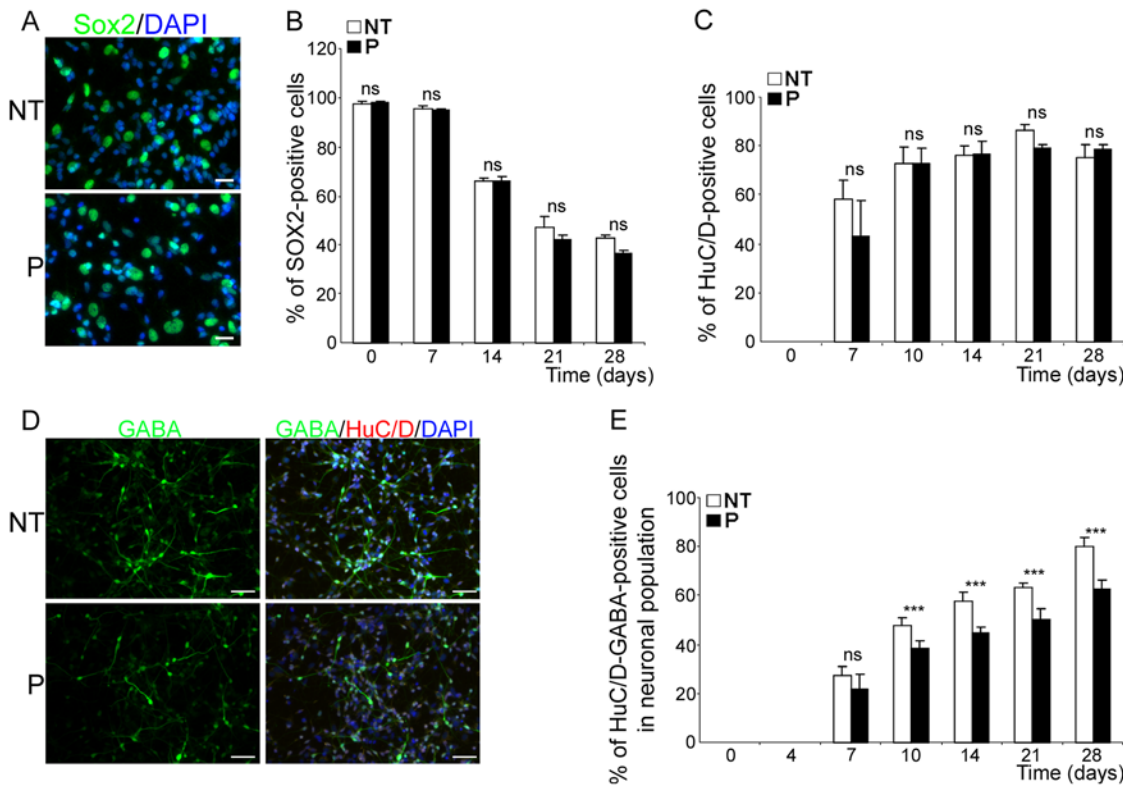 A
Sox2/DAPI
NT
P
B
NT
P
% of SOX2-positive cells
120
100
80
60
40
20
0
ns
ns
ns
ns
ns
0 7 14 21 28
Time (days)
C
NT
P
% of HuC/D-positive cells
100
80
60
80
20
0
ns
ns
ns
ns
ns
0 7 10 14 21 28
Time (days)
D
GABA
GABA/HuC/D/DAPI
NT
P
E
NT
P
% of HuC/D-GABA-positive cells
in neuronal population
100
80
60
40
20
0
ns
***
***
***
***
0 4 7 10 14 21 28
Time (days)